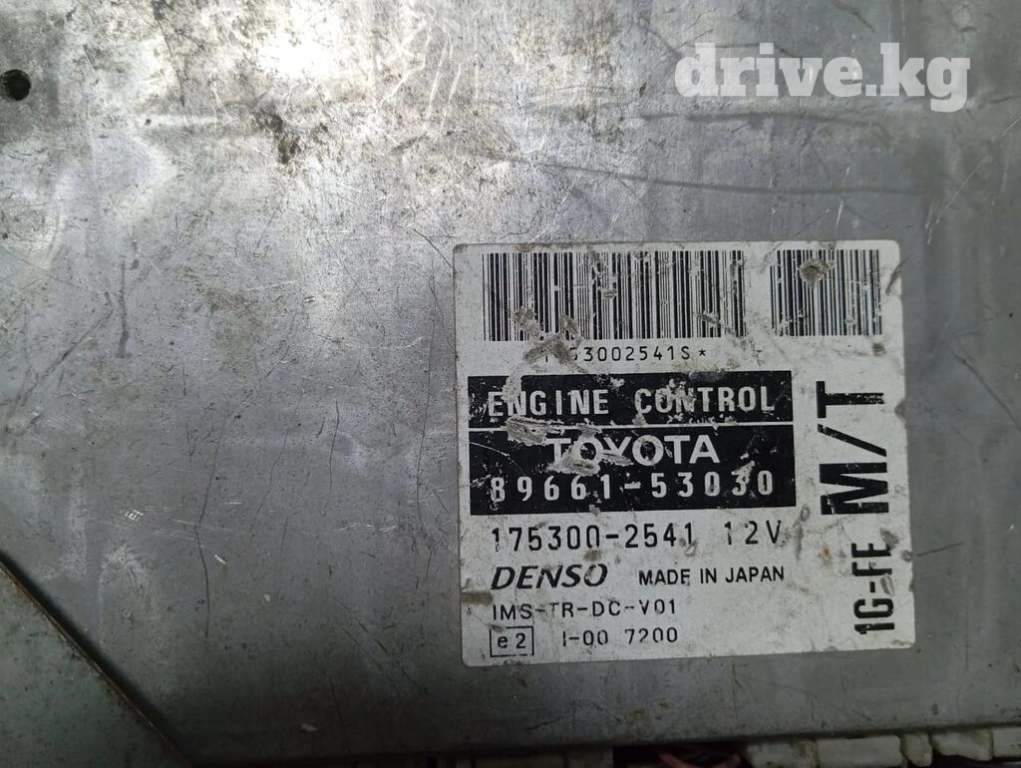 drive.kg
53002541S*
ENGINE CONTROL
TOYOTA
89661-53030
175300-2541 12V
DENSO MADE IN JAPAN
IMS-TR-DC-V01
e2 I-00 7200
1G-FE M/T